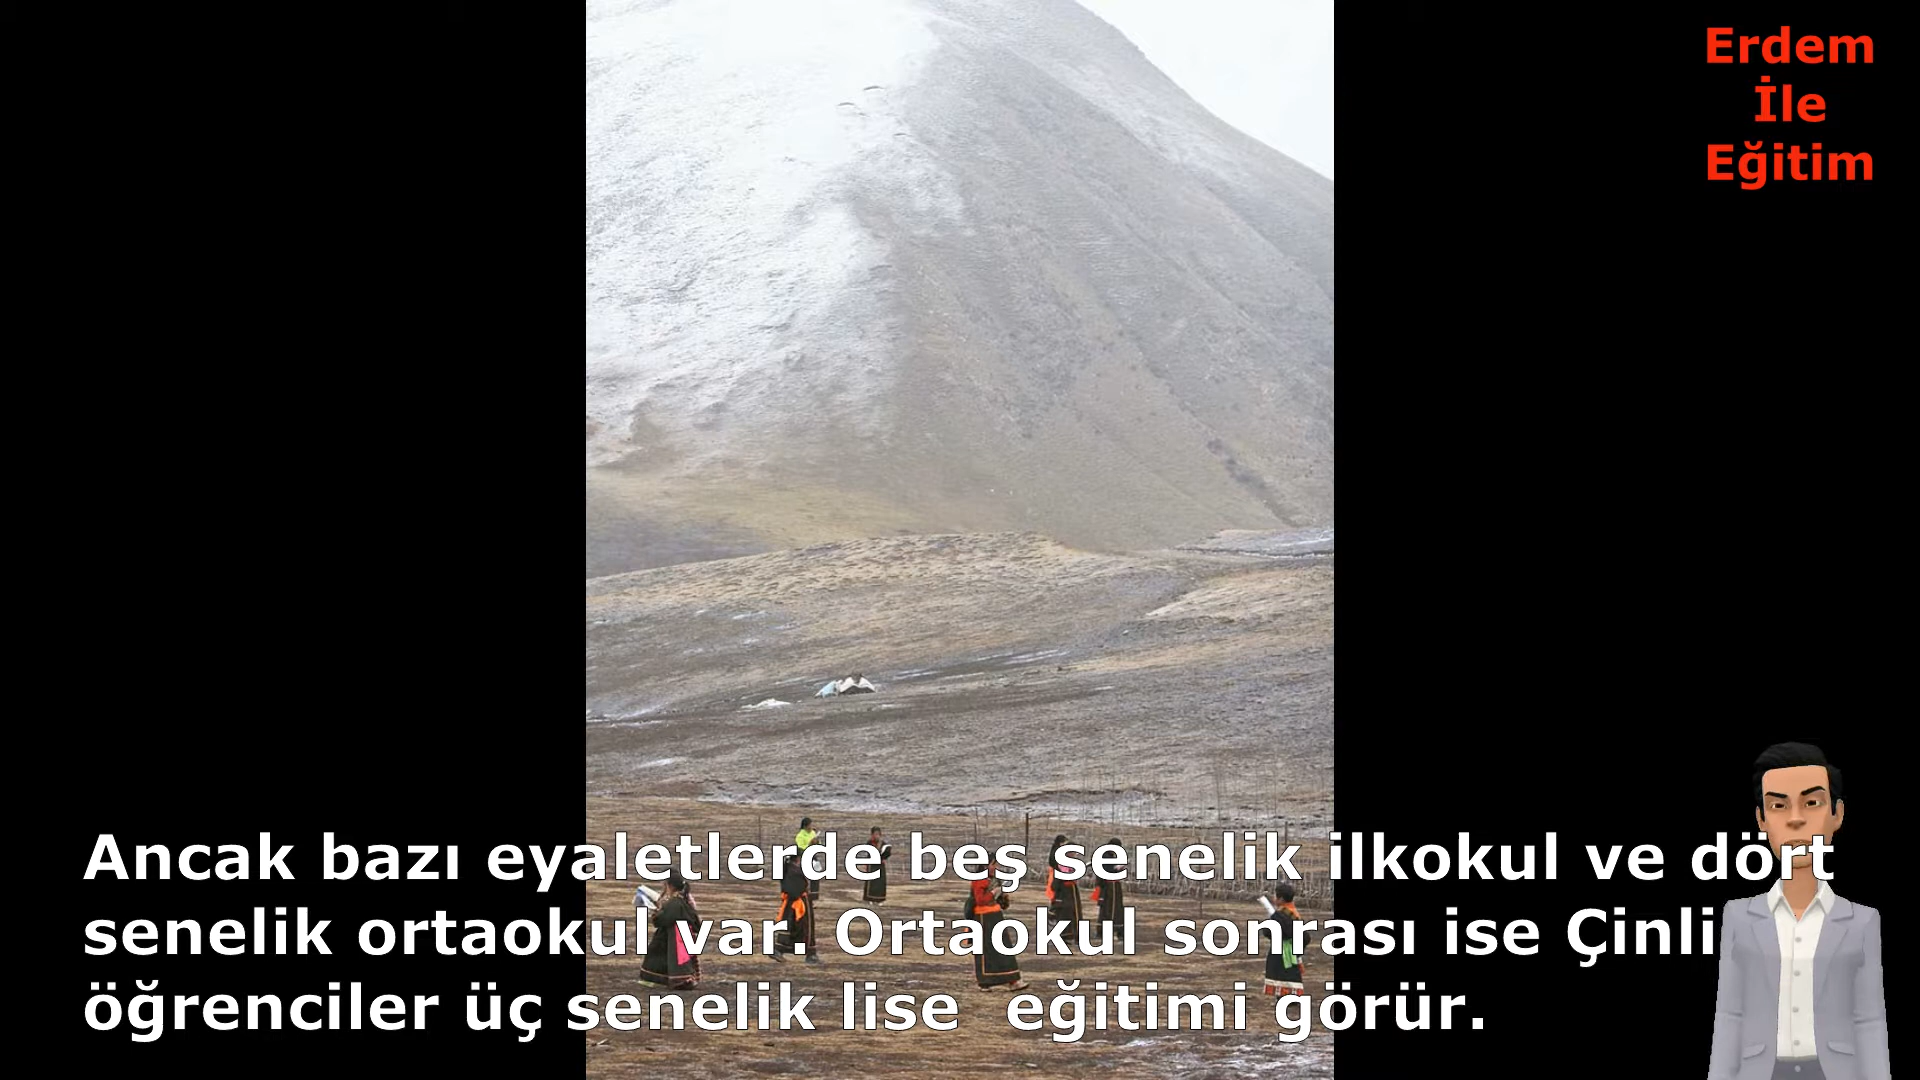 Erdem
İle
Eğitim
Ancak bazı eyaletlerde beş senelik ilkokul ve dört
senelik ortaokul var. Ortaokul sonrası ise Çinli
öğrenciler üç senelik lise  eğitimi görür.